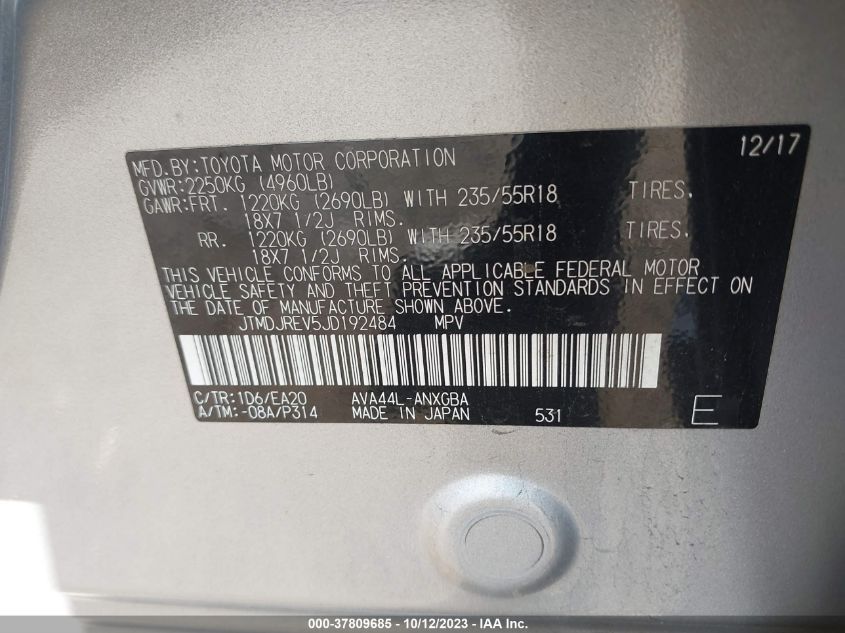 12/17
MFD.BY:TOYOTA MOTOR CORPORATION
GVWR:2250KG (4960LB)
GAWR:FRT. 1220KG (2690LB) WITH 235/55R18 TIRES,
18X7 1/2J RIMS.
RR. 1220KG (2690LB) WITH 235/55R18 TIRES,
18X7 1/2J RIMS.
THIS VEHICLE CONFORMS TO ALL APPLICABLE FEDERAL MOTOR
VEHICLE SAFETY AND THEFT PREVENTION STANDARDS IN EFFECT ON
THE DATE OF MANUFACTURE SHOWN ABOVE.
JTMDJREV5JD192484 MPV
C/TR:1D6/EA20 AVA44L-ANXGBA
A/TM:-08A/P314 MADE IN JAPAN 531 E
000-37809685 - 10/12/2023 - IAA Inc.